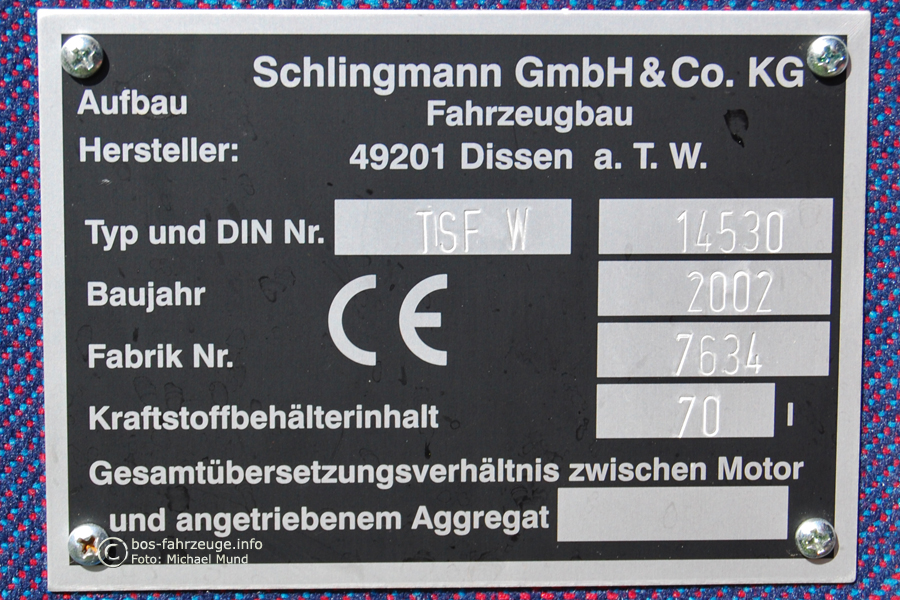 Schlingmann GmbH & Co. KG
Aufbau
Fahrzeugbau
Hersteller:
49201 Dissen a. T. W.
Typ und DIN Nr. TSF W 14530
Baujahr 2002
CE
Fabrik Nr. 7634
Kraftstoffbehälterinhalt 70 l
Gesamtübersetzungsverhältnis zwischen Motor
und angetriebenem Aggregat
© bos-fahrzeuge.info
Foto: Michael Mund